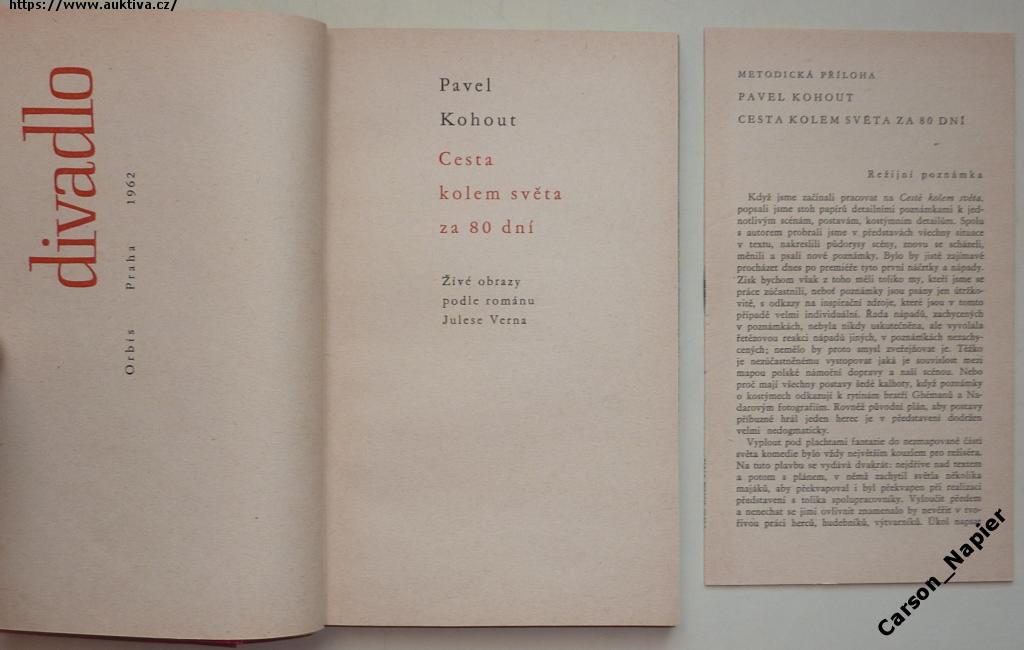 https://www.auktiva.cz/
divadlo
Orbis Praha 1962
Pavel
Kohout
Cesta
kolem světa
za 80 dní
Živé obrazy
podle románu
Julese Verna
METODICKÁ PŘÍLOHA
PAVEL KOHOUT
CESTA KOLEM SVĚTA ZA 80 DNÍ
Režijní poznámka
Když jsme začínali pracovat na Cestě kolem světa,
popsali jsme stoh papírů detailními poznámkami k jed-
notlivým scénám, postavám, kostýmním detailům. Spolu
s autorem probrali jsme v představách všechny situace
v textu, nakreslili půdorysy scény, znovu se scházeli,
měnili a psali nové poznámky. Bylo by jistě zajímavé
procházet dnes po premiéře tyto první náčrtky a nápady.
Zisk bychom však z toho měli toliko my, kteří jsme se
práce zúčastnili, neboť poznámky jsou psány jen útržko-
vitě, s odkazy na inspirační zdroje, které jsou v tomto
případě velmi individuální. Řada nápadů, zachycených
v poznámkách, nebyla nikdy uskutečněna, ale vyvolala
řetězovou reakci nápadů jiných, v poznámkách nezachy-
cených; nemělo by proto smysl zveřejňovat je. Těžko
je nezúčastněnému vystopovat jaká je souvislost mezi
mapou polské námořní dopravy a naší scénou. Nebo
proč mají všechny postavy šedé kalhoty, když poznámky
o kostýmech odkazují k rytinám bratří Ghémanů a Na-
darovým fotografiím. Rovněž původní plán, aby postavy
příbuzné hrál jeden herec je v představení dodržen
velmi nedogmaticky.
Vyplout pod plachtami fantazie do nezmapované části
světa komedie bylo vždy největším kouzlem pro režiséra.
Na tuto plavbu se vydává dvakrát: nejdříve nad textem
a potom s plánem, v němž zachytil světla několika
majáků, aby překvapoval i byl překvapen při realizaci
představení s tolika spolupracovníky. Vyloučit předem
a nenechat se jimi ovlivnit znamenalo by nevěřit v tvo-
řivou práci herců, hudebníků, výtvarníků. Úkol napsat
Carson_Napier